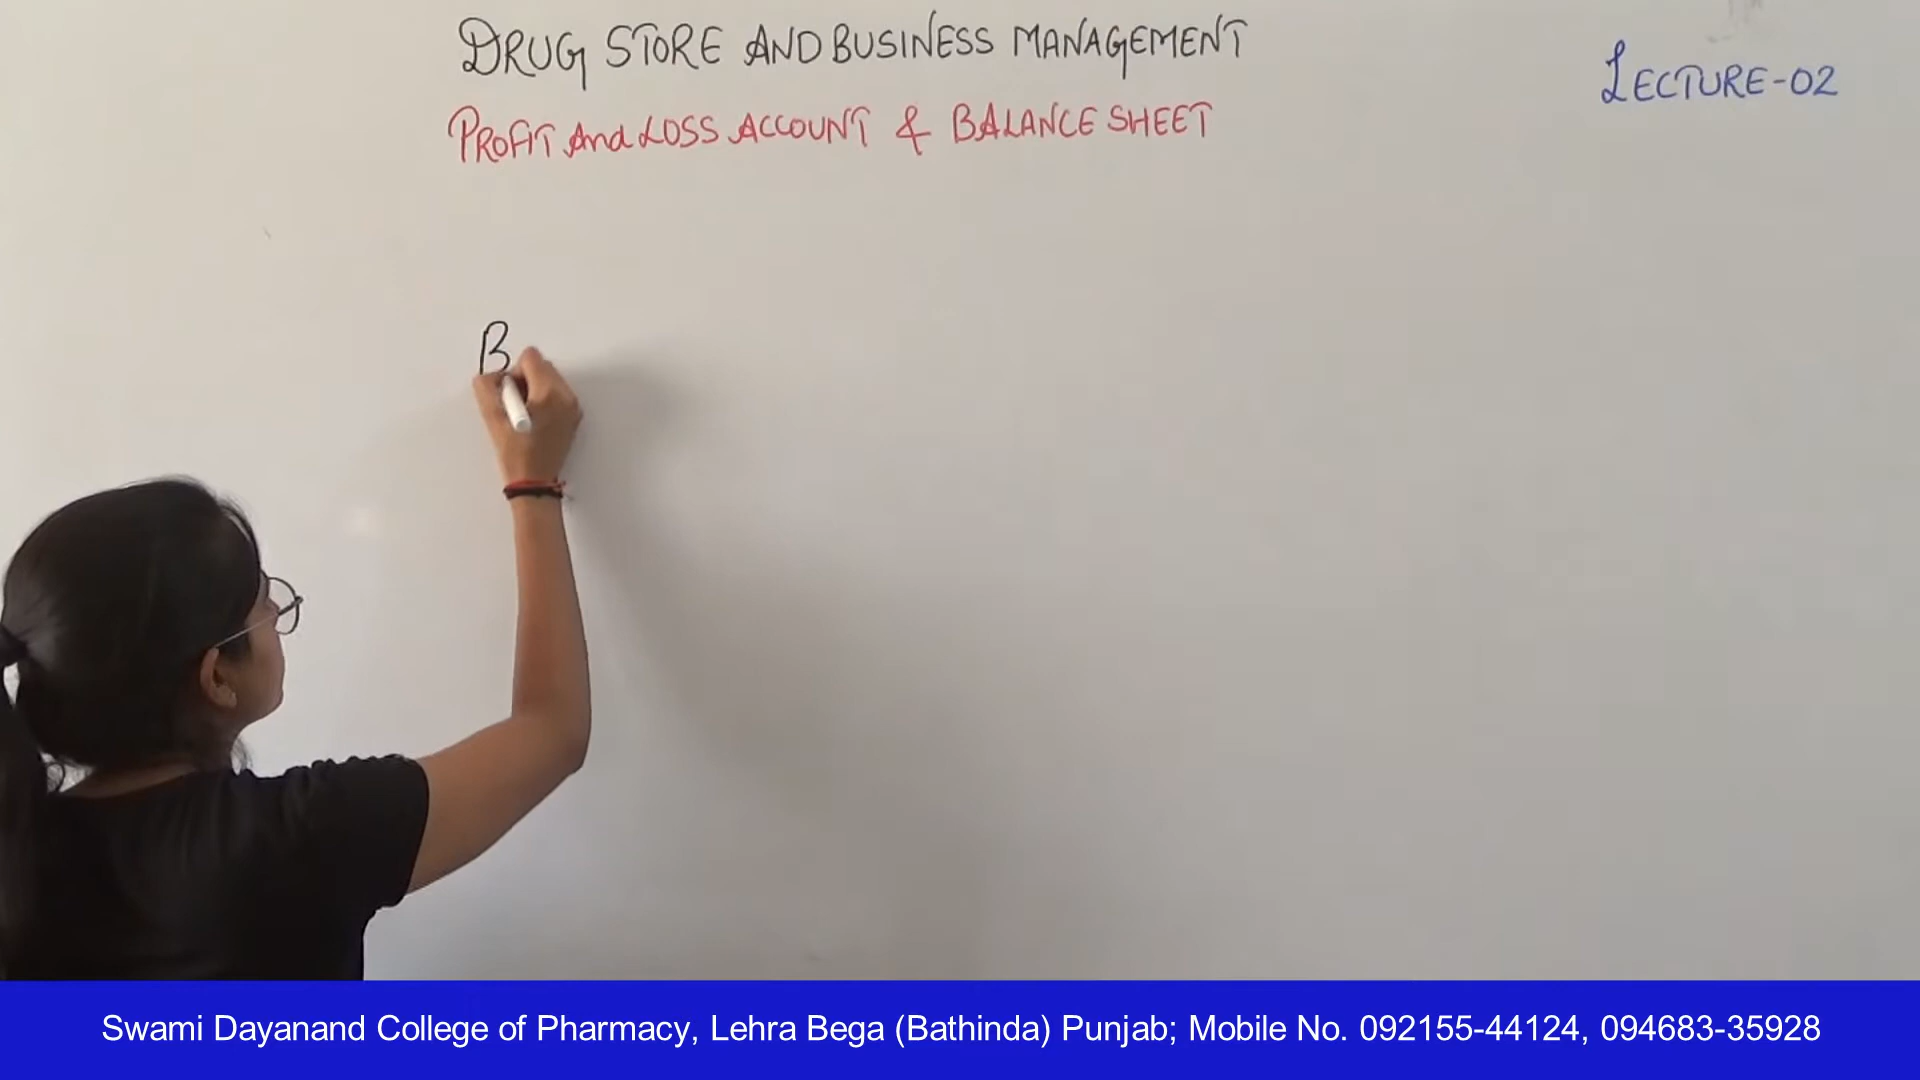 DRUG STORE AND BUSINESS MANAGEMENT
LECTURE-02
PROFIT And LOSS ACCOUNT & BALANCE SHEET
B
Swami Dayanand College of Pharmacy, Lehra Bega (Bathinda) Punjab; Mobile No. 092155-44124, 094683-35928